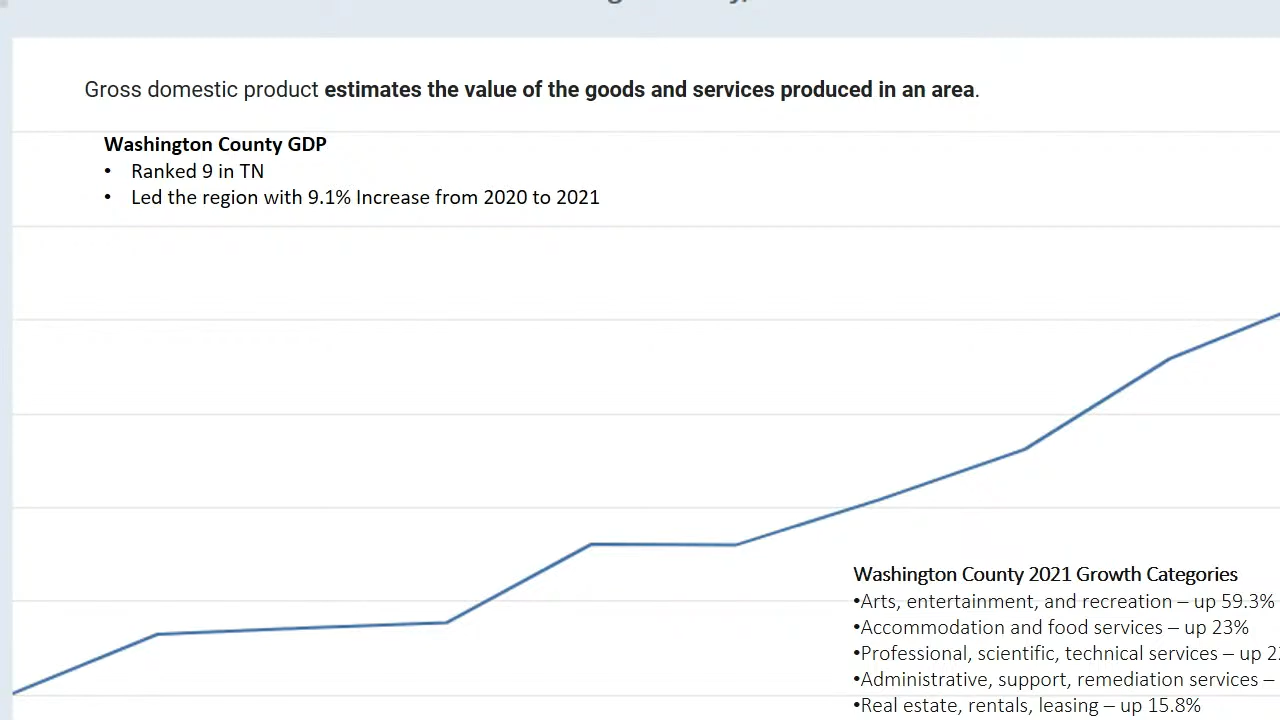 Gross domestic product estimates the value of the goods and services produced in an area.
Washington County GDP
• Ranked 9 in TN
• Led the region with 9.1% Increase from 2020 to 2021
Washington County 2021 Growth Categories
•Arts, entertainment, and recreation – up 59.3%
•Accommodation and food services – up 23%
•Professional, scientific, technical services – up
•Administrative, support, remediation services –
•Real estate, rentals, leasing – up 15.8%